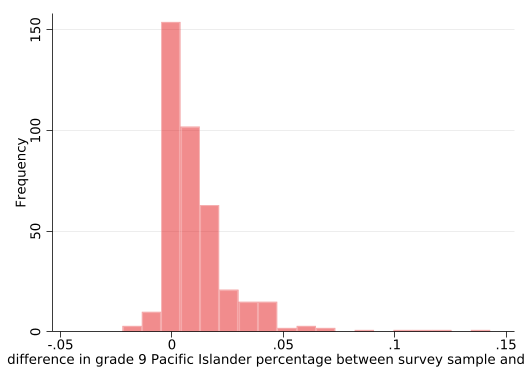 150
100
50
0
Frequency
-.05 0 .05 .1 .15
difference in grade 9 Pacific Islander percentage between survey sample and